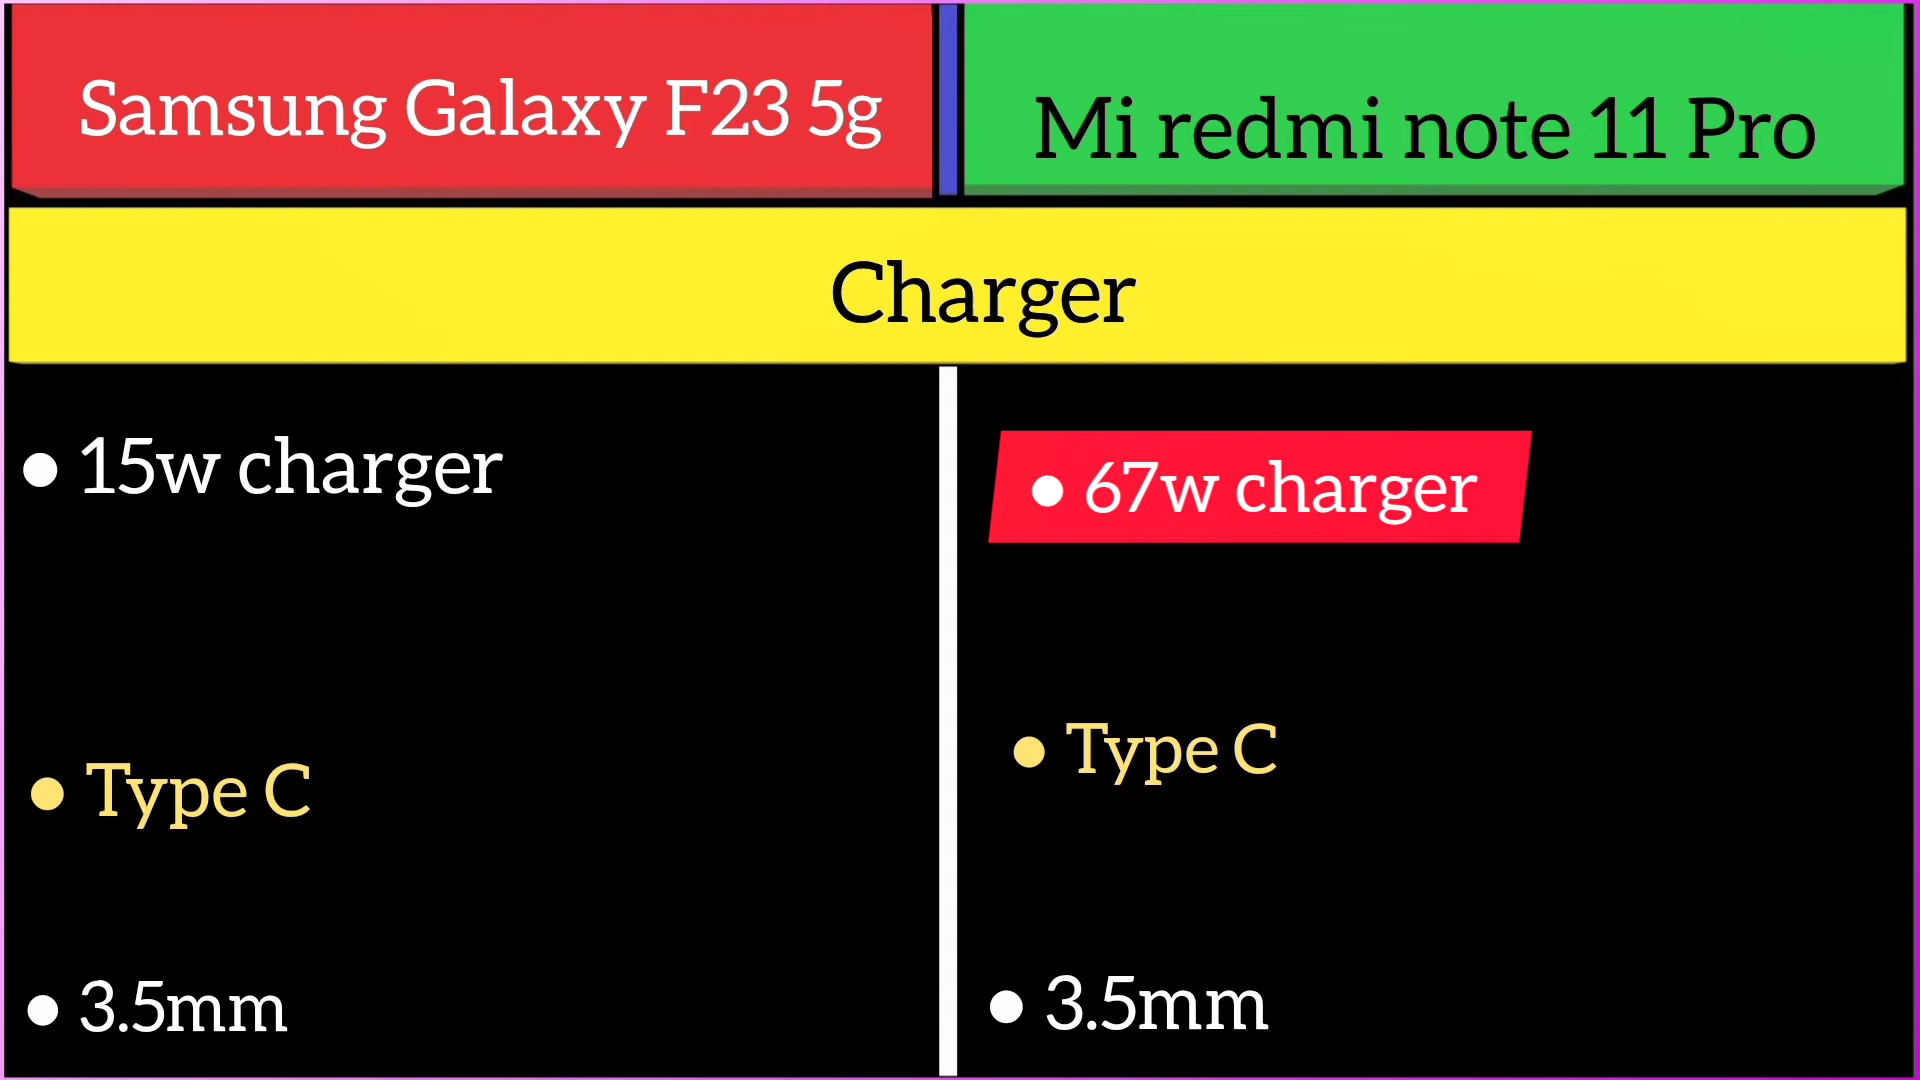 Samsung Galaxy F23 5g
Mi redmi note 11 Pro
Charger
• 15w charger
• Type C
• 3.5mm
• 67w charger
• Type C
• 3.5mm